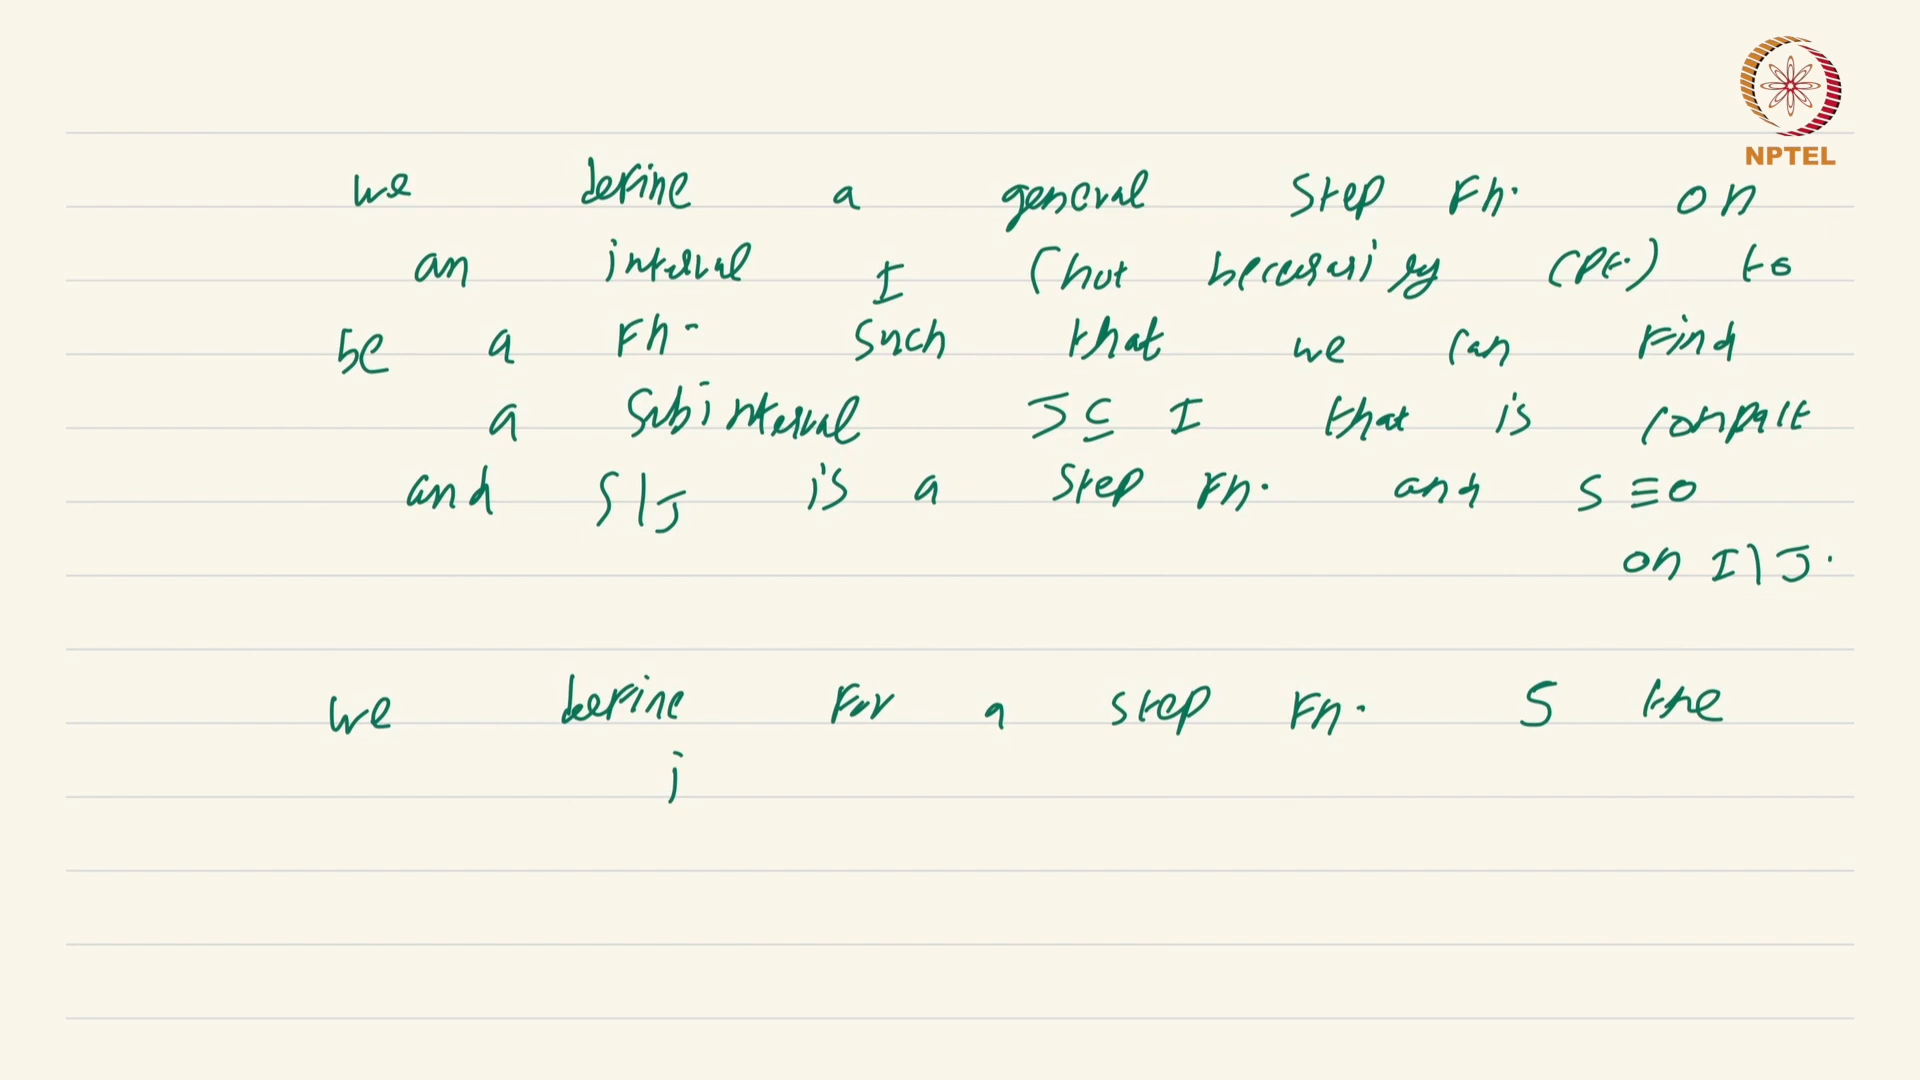 NPTEL
we define a general step Fn. on
an interval I (not necessarily cpt.) to
be a Fn. such that we can Find
a subinterval J ⊆ I that is compact
and S|J is a step Fn. and s ≡ 0
on I\J.
we define For a step Fn. S the
i